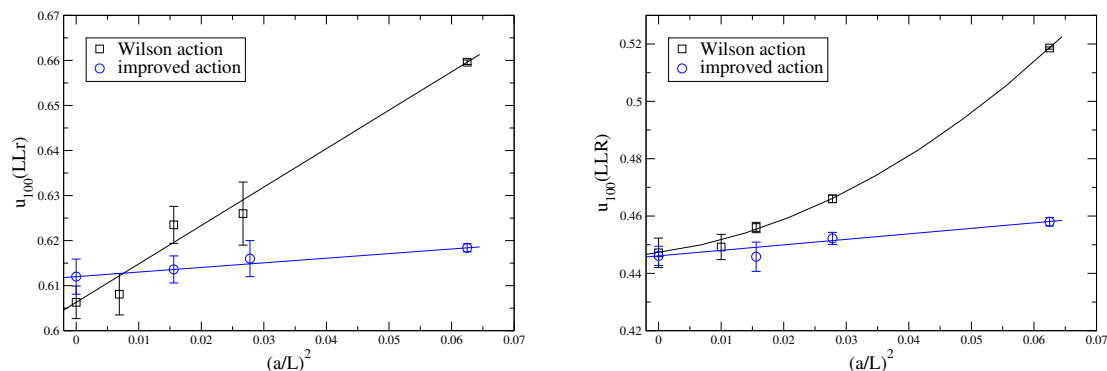 Wilson action
improved action
u₁₀₀(LLr)
0.66
0.65
0.64
0.63
0.62
0.61
0.6
0 0.01 0.02 0.03 0.04 0.05 0.06 0.07
(a/L)²
Wilson action
improved action
u₁₀₀(LLR)
0.52
0.5
0.48
0.46
0.44
0.42
0 0.01 0.02 0.03 0.04 0.05 0.06 0.07
(a/L)²